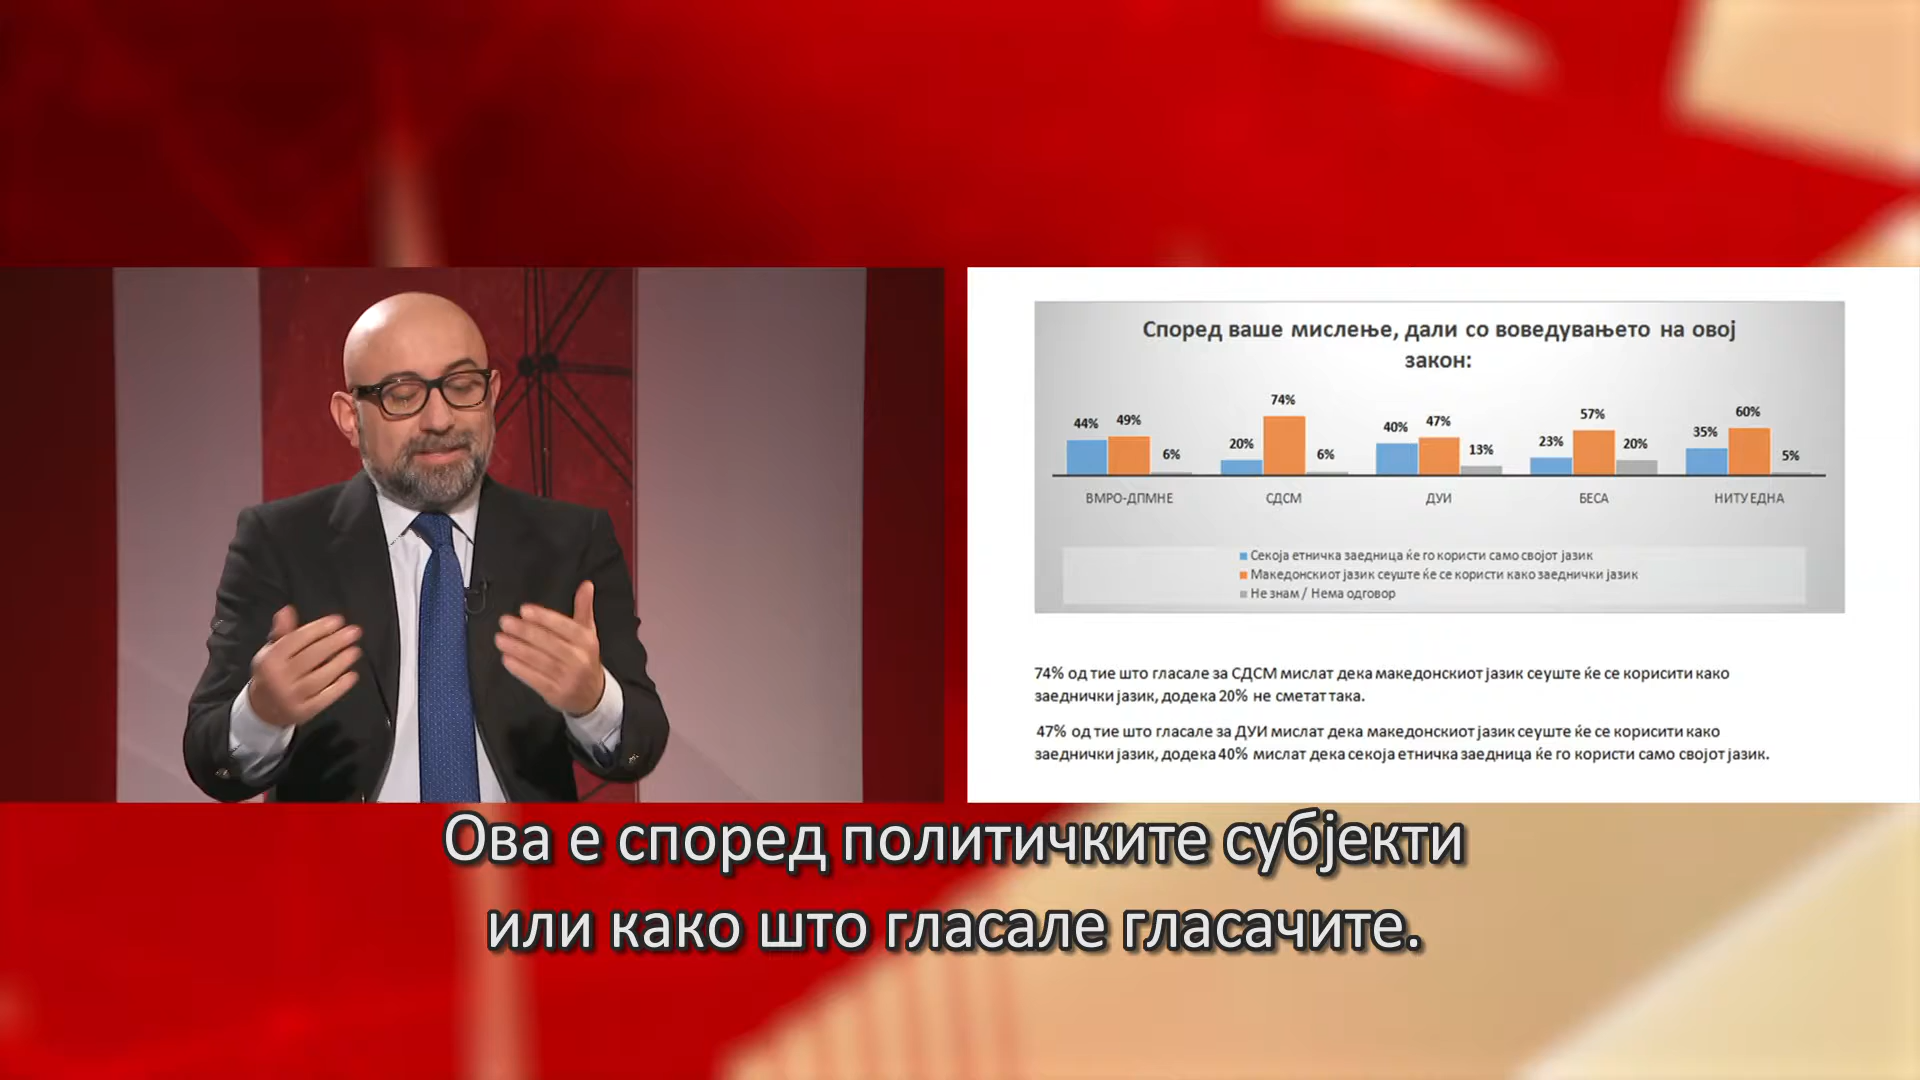 Според ваше мислење, дали со воведувањето на овој
закон:
44% 49% 6% 20% 74% 6% 40% 47% 13% 23% 57% 20% 35% 60% 5%
ВМРО-ДПМНЕ СДСМ ДУИ БЕСА НИТУ ЕДНА
Секоја етничка заедница ќе го користи само својот јазик
Македонскиот јазик сеуште ќе се користи како заеднички јазик
Не знам / Нема одговор
74% од тие што гласале за СДСМ мислат дека македонскиот јазик сеуште ќе се корисити како
заеднички јазик, додека 20% не сметат така.
47% од тие што гласале за ДУИ мислат дека македонскиот јазик сеуште ќе се корисити како
заеднички јазик, додека 40% мислат дека секоја етничка заедница ќе го користи само својот јазик.
Ова е според политичките субјекти
или како што гласале гласачите.